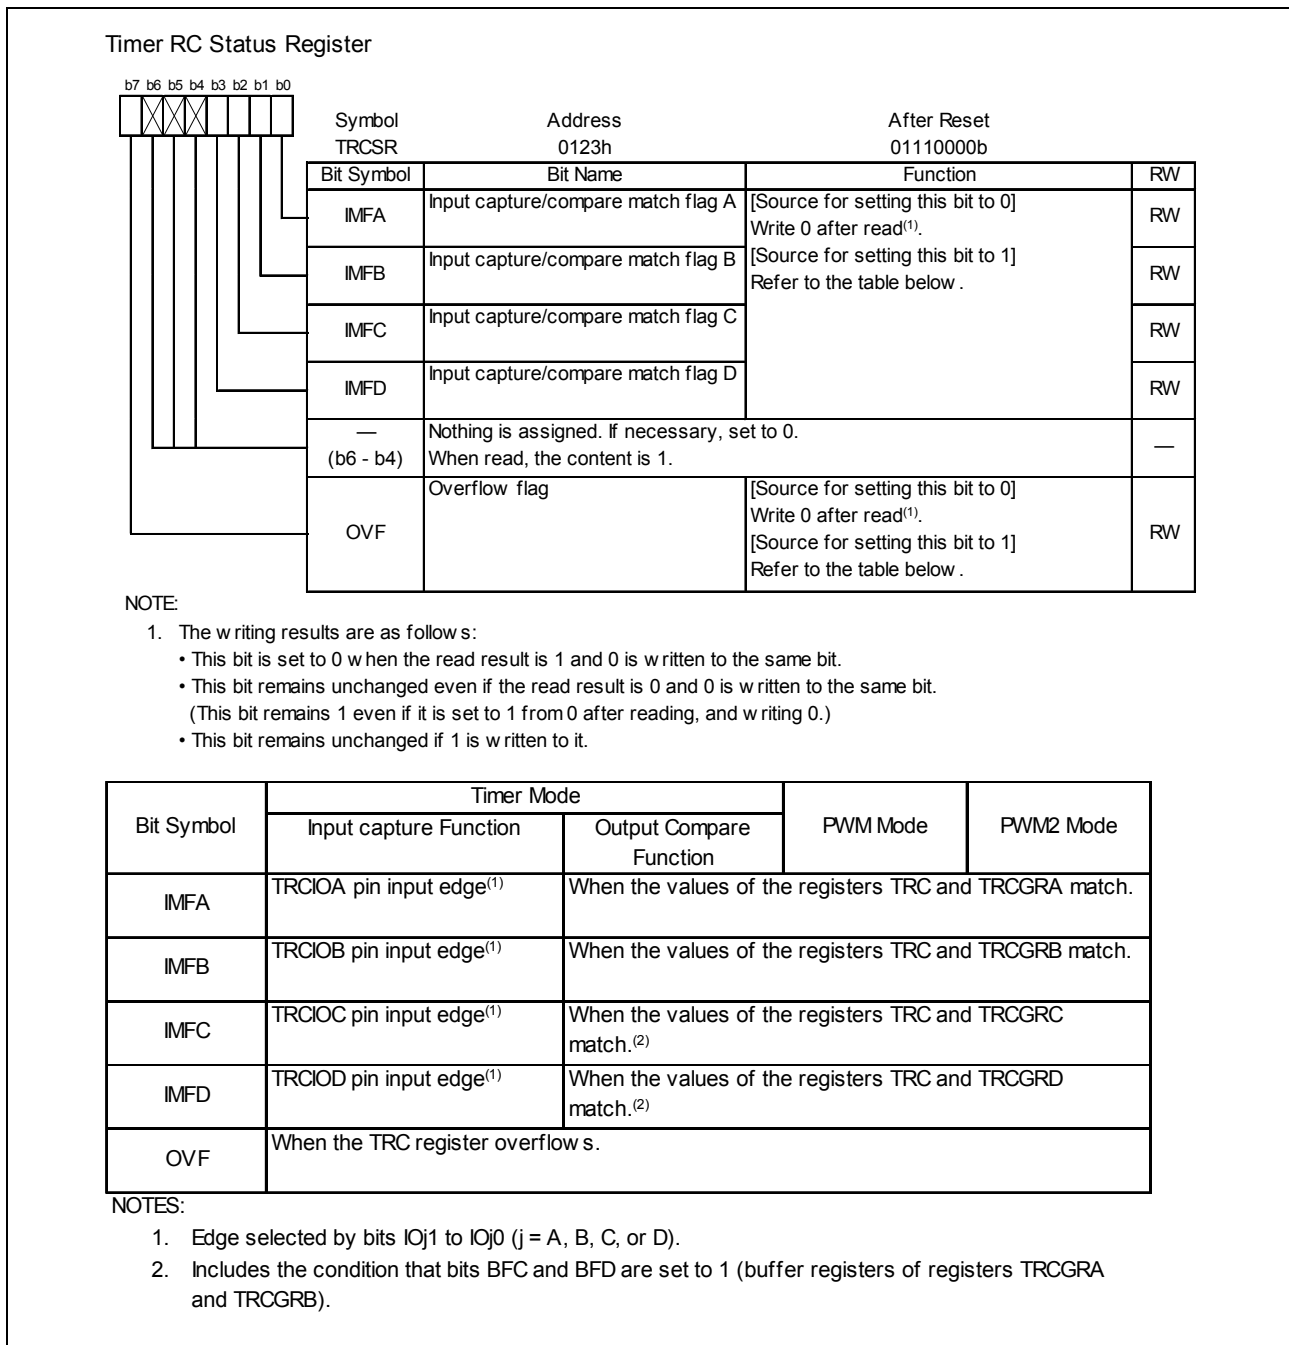 Timer RC Status Register
b7 b6 b5 b4 b3 b2 b1 b0
Symbol Address After Reset
TRCSR 0123h 01110000b
Bit Symbol Bit Name Function RW
IMFA Input capture/compare match flag A [Source for setting this bit to 0] RW
Write 0 after read(1).
IMFB Input capture/compare match flag B [Source for setting this bit to 1] RW
Refer to the table below.
IMFC Input capture/compare match flag C RW
IMFD Input capture/compare match flag D RW
— Nothing is assigned. If necessary, set to 0. —
(b6 - b4) When read, the content is 1.
OVF Overflow flag [Source for setting this bit to 0] RW
Write 0 after read(1).
[Source for setting this bit to 1]
Refer to the table below.
NOTE:
1. The writing results are as follows:
• This bit is set to 0 when the read result is 1 and 0 is written to the same bit.
• This bit remains unchanged even if the read result is 0 and 0 is written to the same bit.
(This bit remains 1 even if it is set to 1 from 0 after reading, and writing 0.)
• This bit remains unchanged if 1 is written to it.
Bit Symbol Timer Mode PWM Mode PWM2 Mode
Input capture Function Output Compare
Function
IMFA TRCIOA pin input edge(1) When the values of the registers TRC and TRCGRA match.
IMFB TRCIOB pin input edge(1) When the values of the registers TRC and TRCGRB match.
IMFC TRCIOC pin input edge(1) When the values of the registers TRC and TRCGRC
match.(2)
IMFD TRCIOD pin input edge(1) When the values of the registers TRC and TRCGRD
match.(2)
OVF When the TRC register overflows.
NOTES:
1. Edge selected by bits IOj1 to IOj0 (j = A, B, C, or D).
2. Includes the condition that bits BFC and BFD are set to 1 (buffer registers of registers TRCGRA
and TRCGRB).